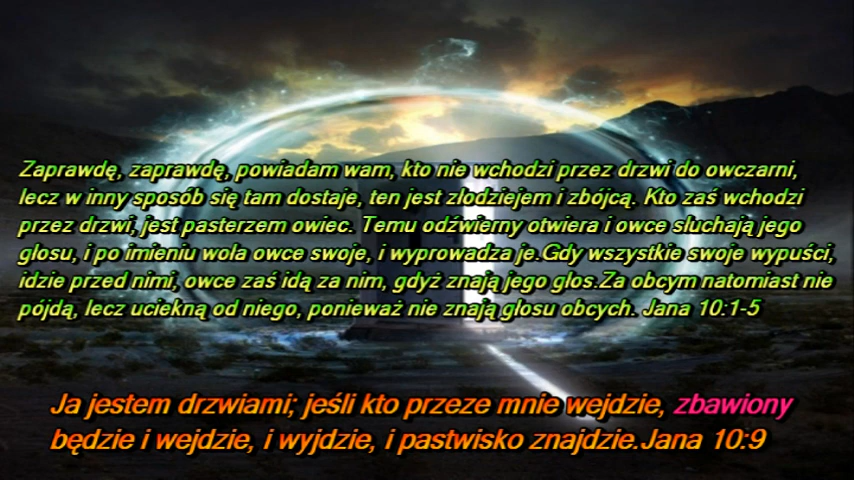 Zaprawdę, zaprawdę, powiadam wam, kto nie wchodzi przez drzwi do owczarni,
lecz w inny sposób się tam dostaje, ten jest złodziejem i zbójcą. Kto zaś wchodzi
przez drzwi, jest pasterzem owiec. Temu odźwierny otwiera i owce słuchają jego
głosu, i po imieniu woła owce swoje, i wyprowadza je.Gdy wszystkie swoje wypuści,
idzie przed nimi, owce zaś idą za nim, gdyż znają jego głos.Za obcym natomiast nie
pójdą, lecz uciekną od niego, ponieważ nie znają głosu obcych. Jana 10:1-5
Ja jestem drzwiami; jeśli kto przeze mnie wejdzie, zbawiony
będzie i wejdzie, i wyjdzie, i pastwisko znajdzie.Jana 10:9